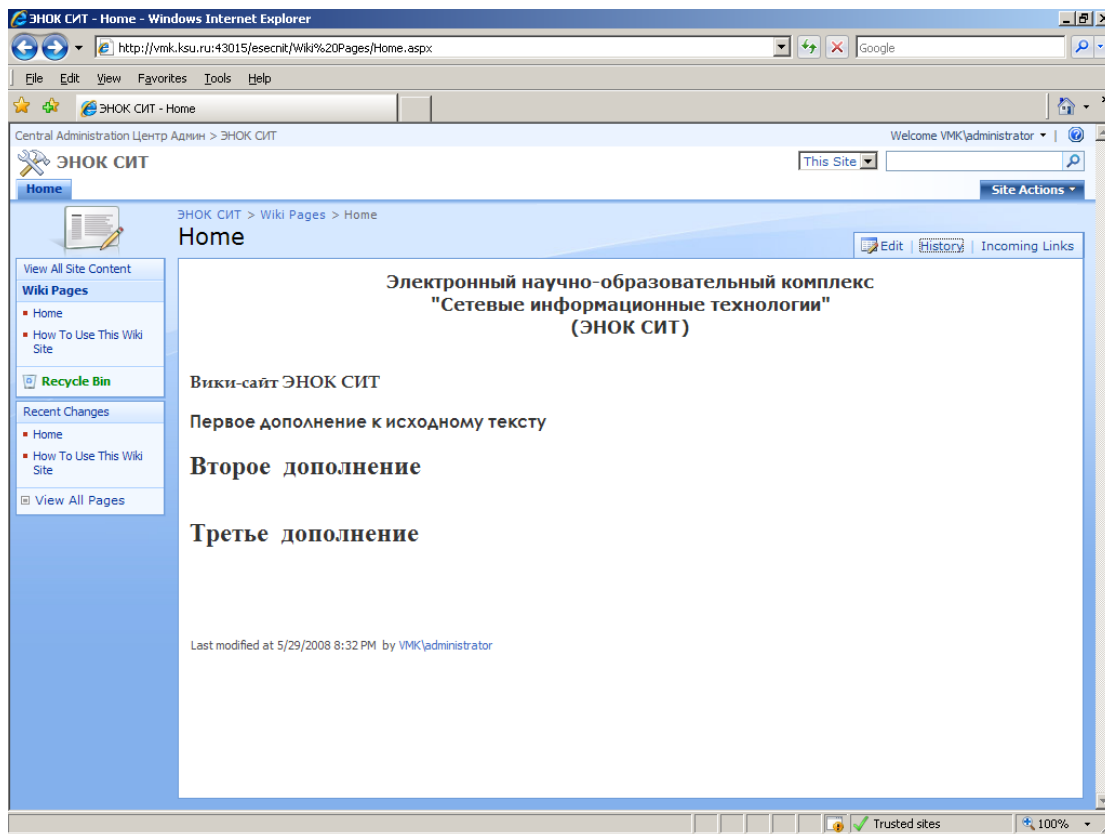 ЭНОК СИТ - Home - Windows Internet Explorer
http://vmk.ksu.ru:43015/esecnit/Wiki%20Pages/Home.aspx
Google
File Edit View Favorites Tools Help
ЭНОК СИТ - Home
Central Administration Центр Админ > ЭНОК СИТ
Welcome VMK\administrator
ЭНОК СИТ
This Site
Home
Site Actions
ЭНОК СИТ > Wiki Pages > Home
Home
Edit | History | Incoming Links
View All Site Content
Wiki Pages
Home
How To Use This Wiki
Site
Recycle Bin
Recent Changes
Home
How To Use This Wiki
Site
View All Pages
Электронный научно-образовательный комплекс
"Сетевые информационные технологии"
(ЭНОК СИТ)
Вики-сайт ЭНОК СИТ
Первое дополнение к исходному тексту
Второе дополнение
Третье дополнение
Last modified at 5/29/2008 8:32 PM by VMK\administrator
Trusted sites
100%